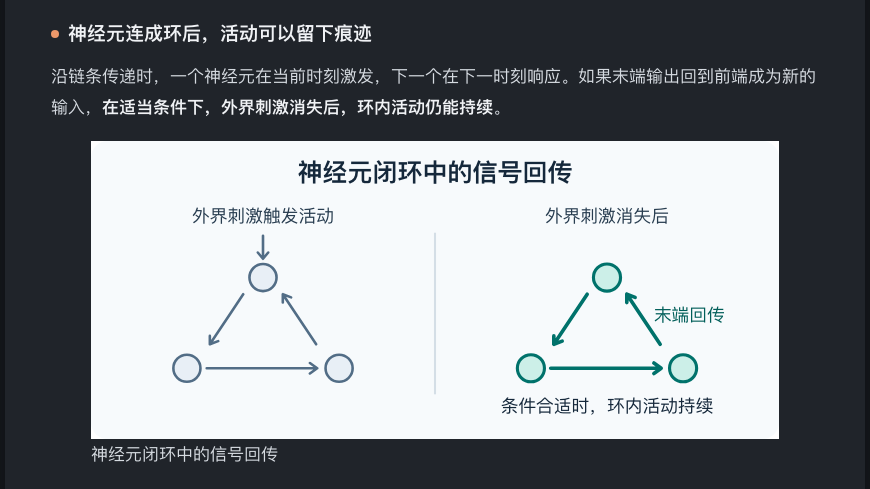 神经元连成环后，活动可以留下痕迹
沿链条传递时，一个神经元在当前时刻激发，下一个在下一时刻响应。如果末端输出回到前端成为新的
输入，在适当条件下，外界刺激消失后，环内活动仍能持续。
神经元闭环中的信号回传
外界刺激触发活动
外界刺激消失后
末端回传
条件合适时，环内活动持续
神经元闭环中的信号回传